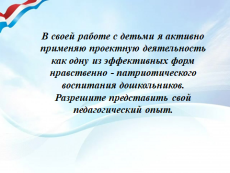 В своей работе с детьми я активно
применяю проектную деятельность
как одну из эффективных форм
нравственно - патриотического
воспитания дошкольников.
Разрешите представить свой
педагогический опыт.